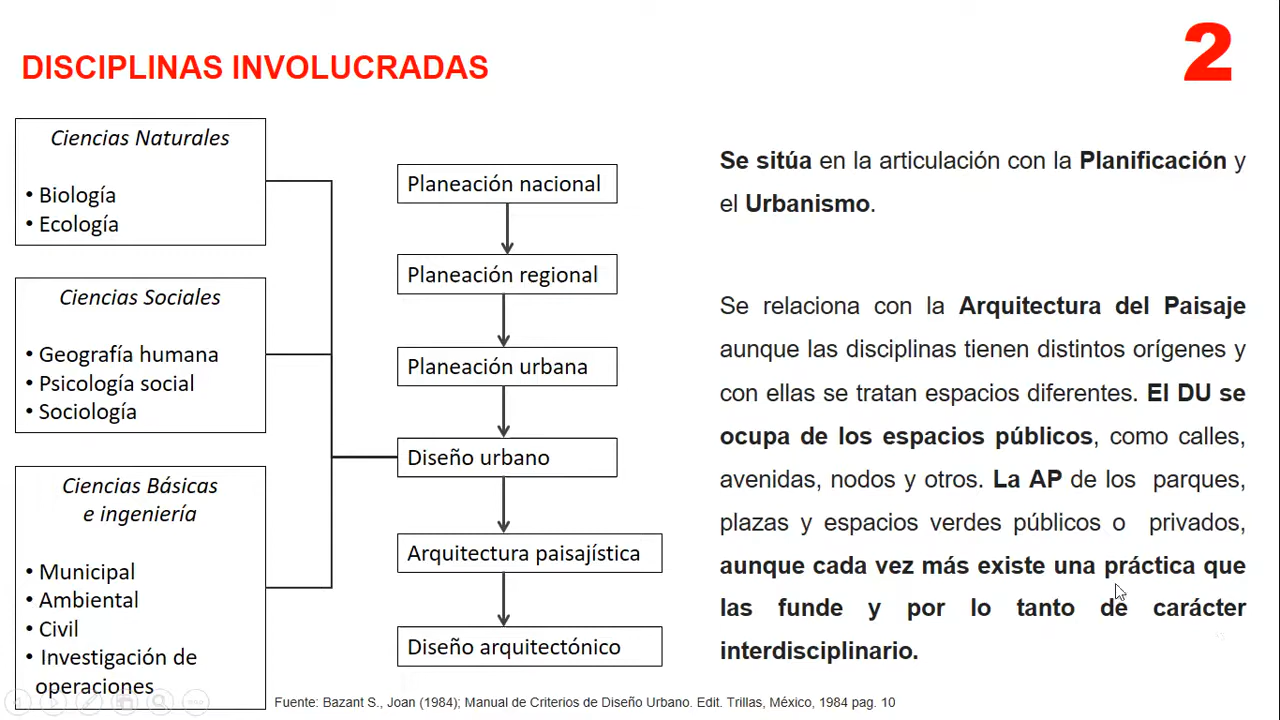 DISCIPLINAS INVOLUCRADAS
2
Ciencias Naturales
• Biología
• Ecología
Ciencias Sociales
• Geografía humana
• Psicología social
• Sociología
Ciencias Básicas
e ingeniería
• Municipal
• Ambiental
• Civil
• Investigación de
operaciones
Planeación nacional
Planeación regional
Planeación urbana
Diseño urbano
Arquitectura paisajística
Diseño arquitectónico
Se sitúa en la articulación con la Planificación y
el Urbanismo.
Se relaciona con la Arquitectura del Paisaje
aunque las disciplinas tienen distintos orígenes y
con ellas se tratan espacios diferentes. El DU se
ocupa de los espacios públicos, como calles,
avenidas, nodos y otros. La AP de los parques,
plazas y espacios verdes públicos o privados,
aunque cada vez más existe una práctica que
las funde y por lo tanto de carácter
interdisciplinario.
Fuente: Bazant S., Joan (1984); Manual de Criterios de Diseño Urbano. Edit. Trillas, México, 1984 pag. 10